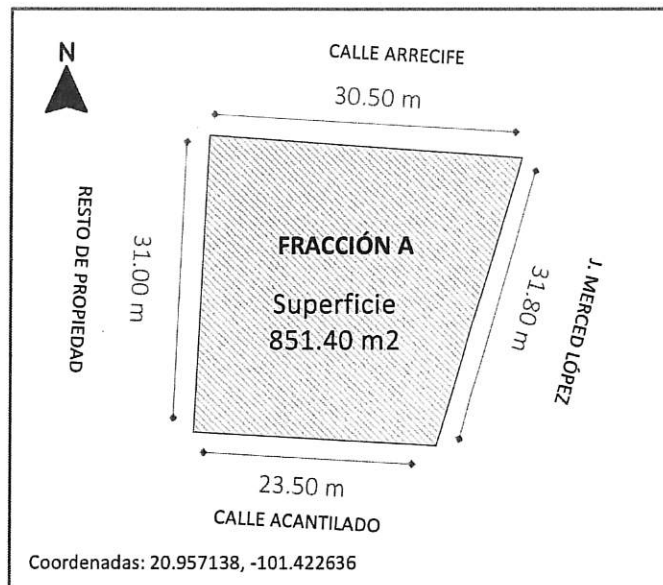 N
CALLE ARRECIFE
30.50 m
RESTO DE PROPIEDAD
31.00 m
FRACCIÓN A
Superficie
851.40 m2
31.80 m
J. MERCED LÓPEZ
23.50 m
CALLE ACANTILADO
Coordenadas: 20.957138, -101.422636